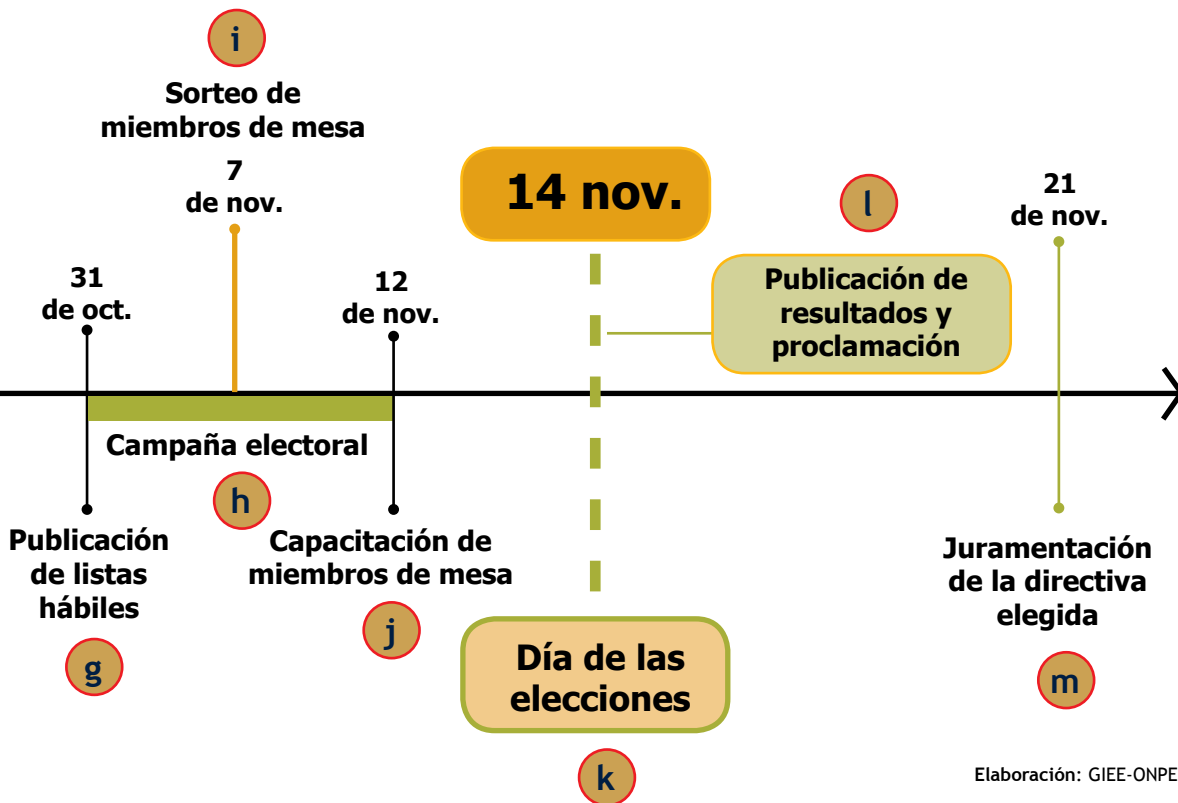 i
Sorteo de
miembros de mesa
7
de nov.
31
de oct.
12
de nov.
14 nov.
l
Publicación de
resultados y
proclamación
21
de nov.
Campaña electoral
h
Publicación
de listas
hábiles
g
Capacitación de
miembros de mesa
j
Día de las
elecciones
k
Juramentación
de la directiva
elegida
m
Elaboración: GIEE-ONPE